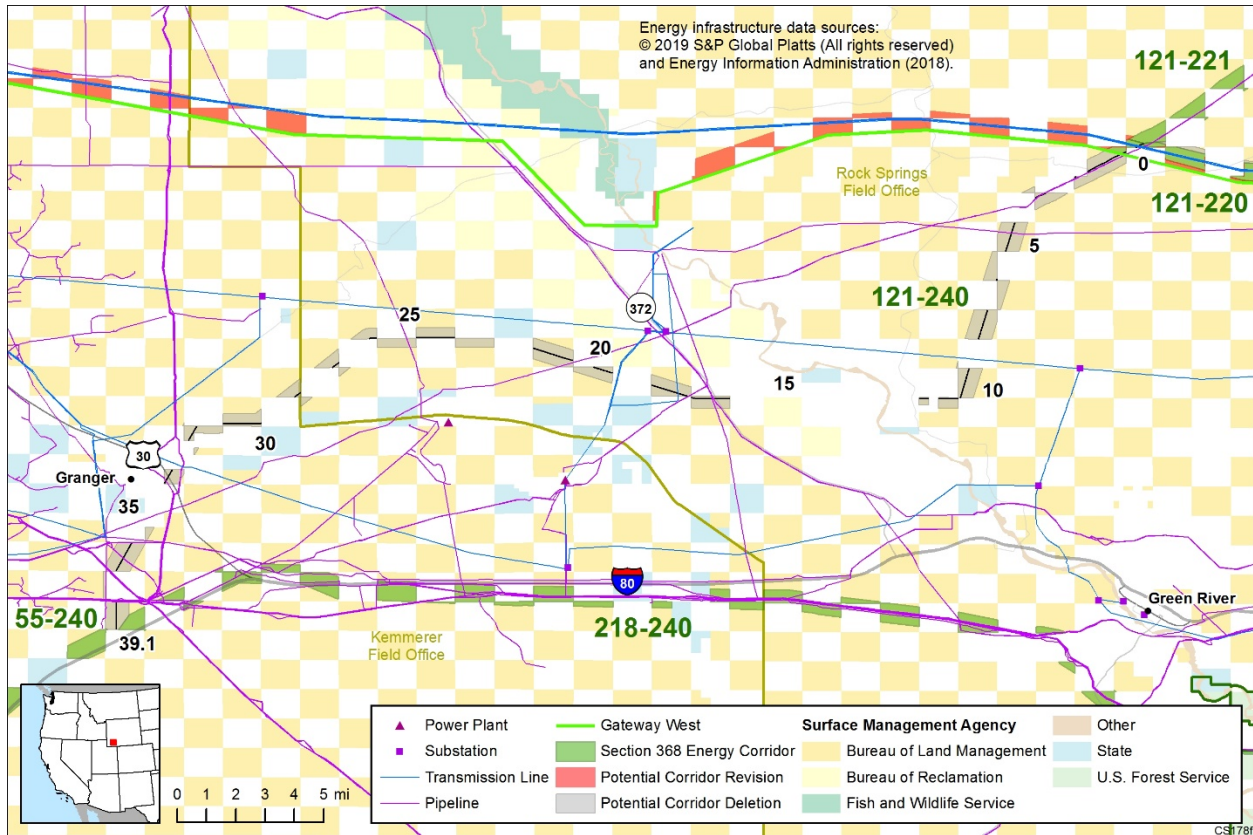 Energy infrastructure data sources:
© 2019 S&P Global Platts (All rights reserved)
and Energy Information Administration (2018).
121-221
0
Rock Springs
Field Office
121-220
5
121-240
372
25
20
15
10
30
30
Granger
35
80
Green River
55-240
218-240
39.1
Kemmerer
Field Office
Power Plant
Substation
Transmission Line
Pipeline
Gateway West
Section 368 Energy Corridor
Potential Corridor Revision
Potential Corridor Deletion
Surface Management Agency
Bureau of Land Management
Bureau of Reclamation
Fish and Wildlife Service
Other
State
U.S. Forest Service
0 1 2 3 4 5 mi